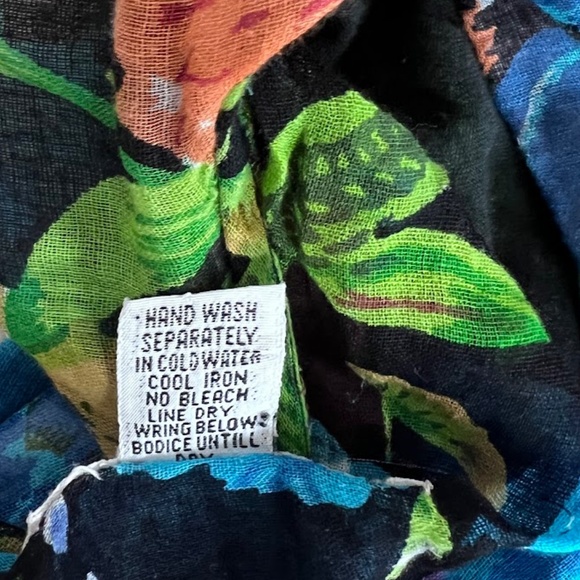 HAND WASH
SEPARATELY
IN COLD WATER
COOL IRON
NO BLEACH
LINE DRY
WRING BELOW
BODICE UNTILL